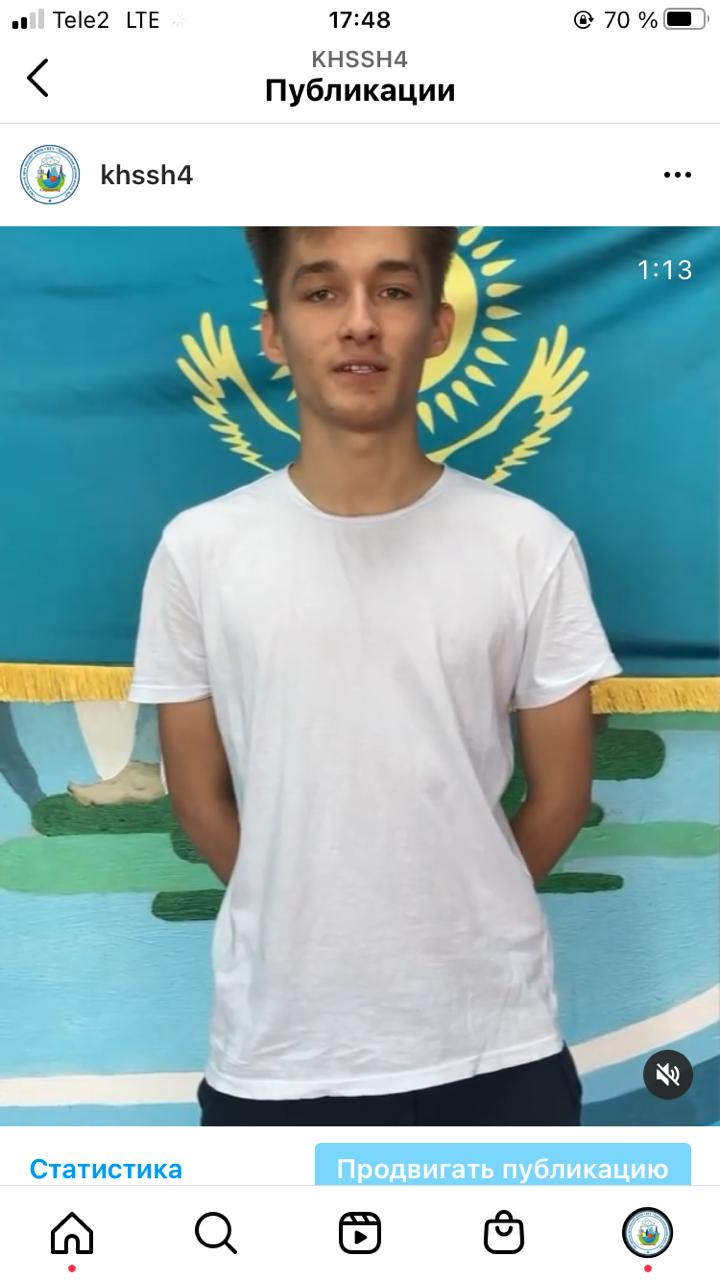 Tele2 LTE 17:48 70 %
KHSSH4
Публикации
khssh4
1:13
Статистика
Продвигать публикацию